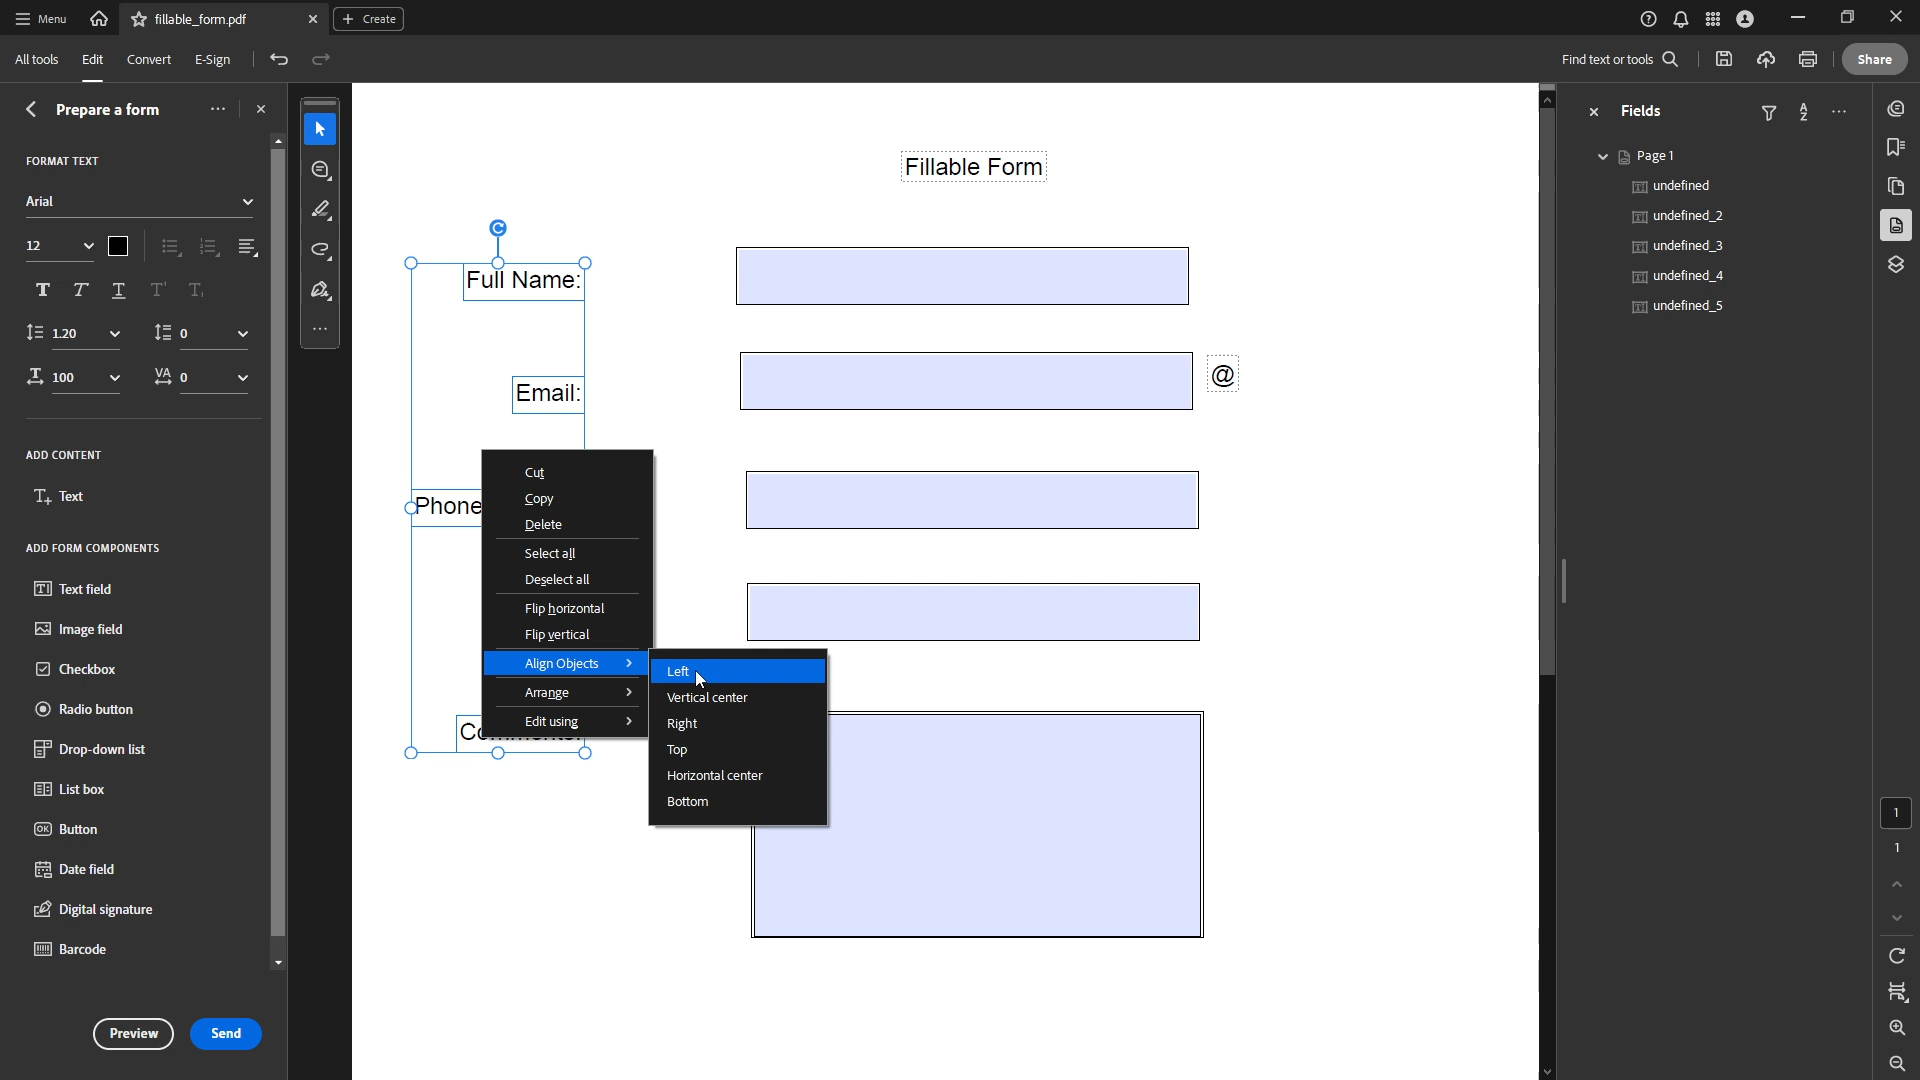 Menu
fillable_form.pdf
Create
All tools
Edit
Convert
E-Sign
Find text or tools
Share
Prepare a form
FORMAT TEXT
Arial
12
1.20
0
100
VA 0
ADD CONTENT
Text
ADD FORM COMPONENTS
Text field
Image field
Checkbox
Radio button
Drop-down list
List box
OK Button
Date field
Digital signature
Barcode
Preview
Send
Fillable Form
Full Name:
Email:
@
Phone
Cut
Copy
Delete
Select all
Deselect all
Flip horizontal
Flip vertical
Align Objects
Arrange
Edit using
Left
Vertical center
Right
Top
Horizontal center
Bottom
Fields
Page 1
undefined
undefined_2
undefined_3
undefined_4
undefined_5
1
1